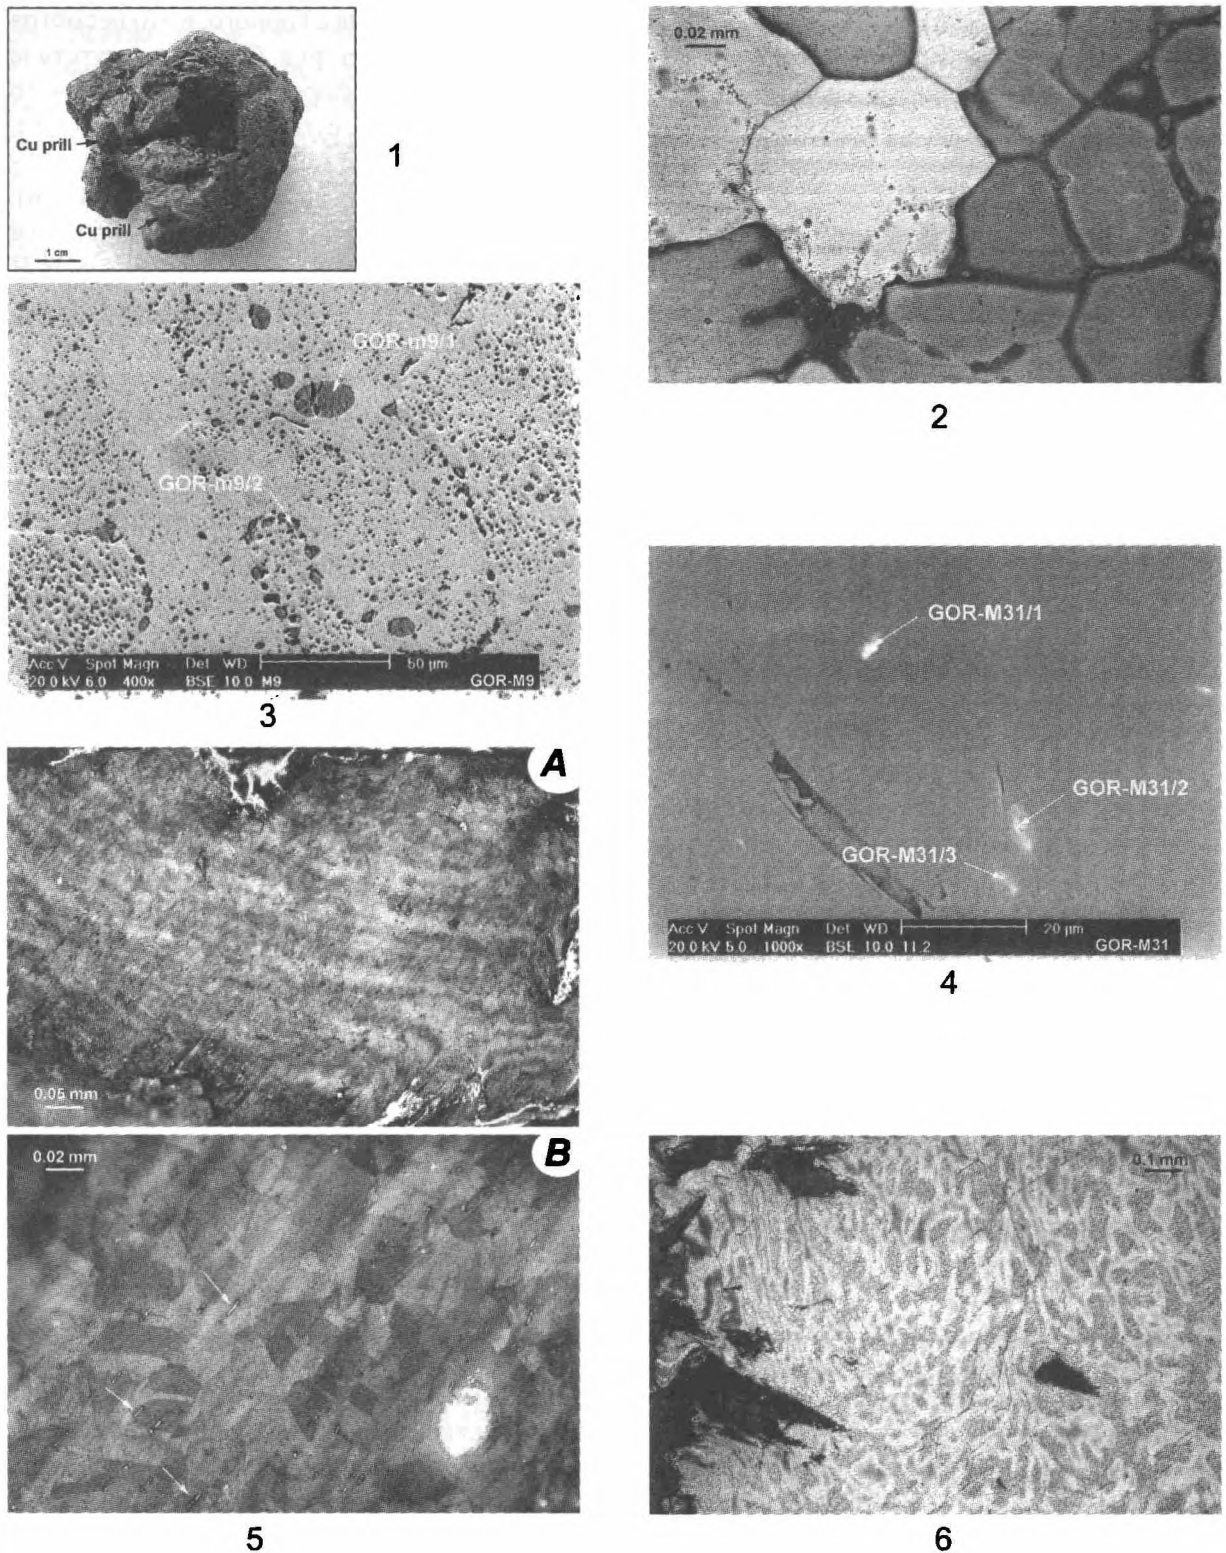 Cu prill
Cu prill
1 cm
1
0.02 mm
2
GOR-m9/1
GOR-m9/2
Acc V Spot Magn Det WD 50 µm
20.0 kV 6.0 400x BSE 10.0 M9 GOR-M9
3
GOR-M31/1
GOR-M31/2
GOR-M31/3
Acc V Spot Magn Det WD 20 µm
20.0 kV 5.0 1000x BSE 10.0 11.2 GOR-M31
4
A
0.05 mm
B
0.02 mm
5
0.1 mm
6